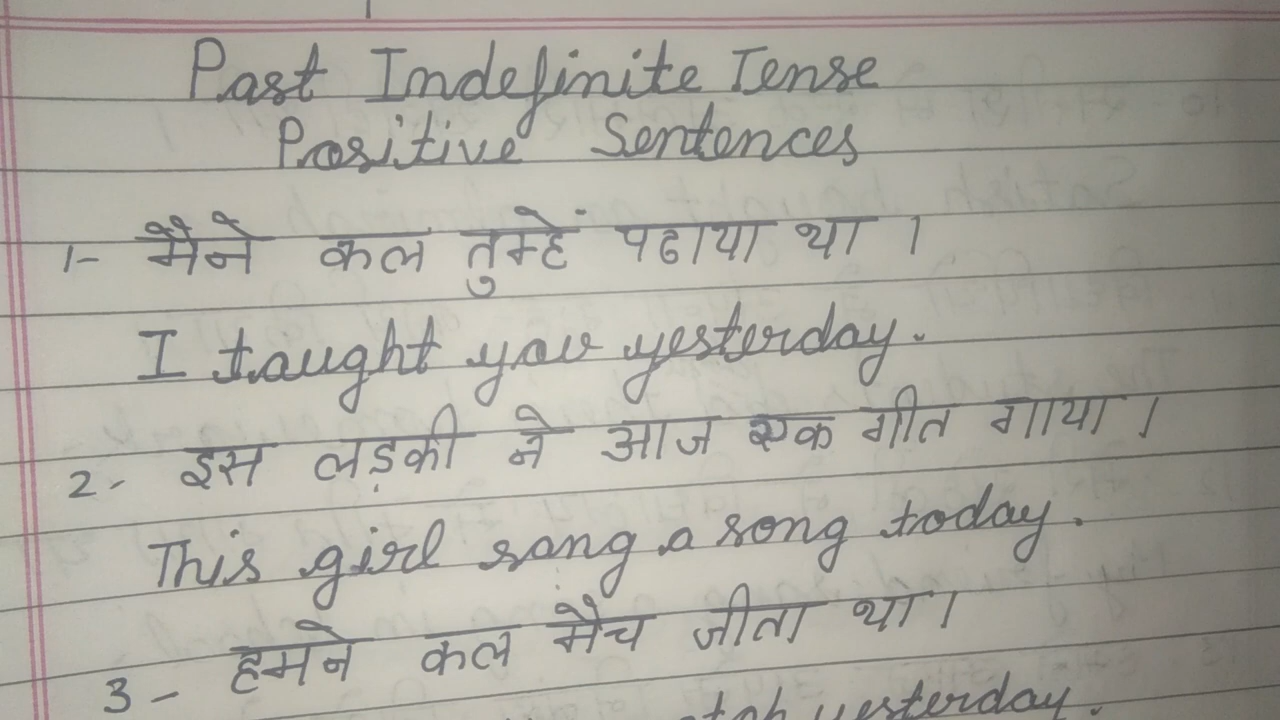 Past Indefinite Tense
Positive Sentences
1- मैंने कल तुम्हें पढाया था ।
I taught you yesterday.
2- इस लड़की ने आज एक गीत गाया ।
This girl sang a song today.
3- हमने कल मैच जीता था ।
yesterday.